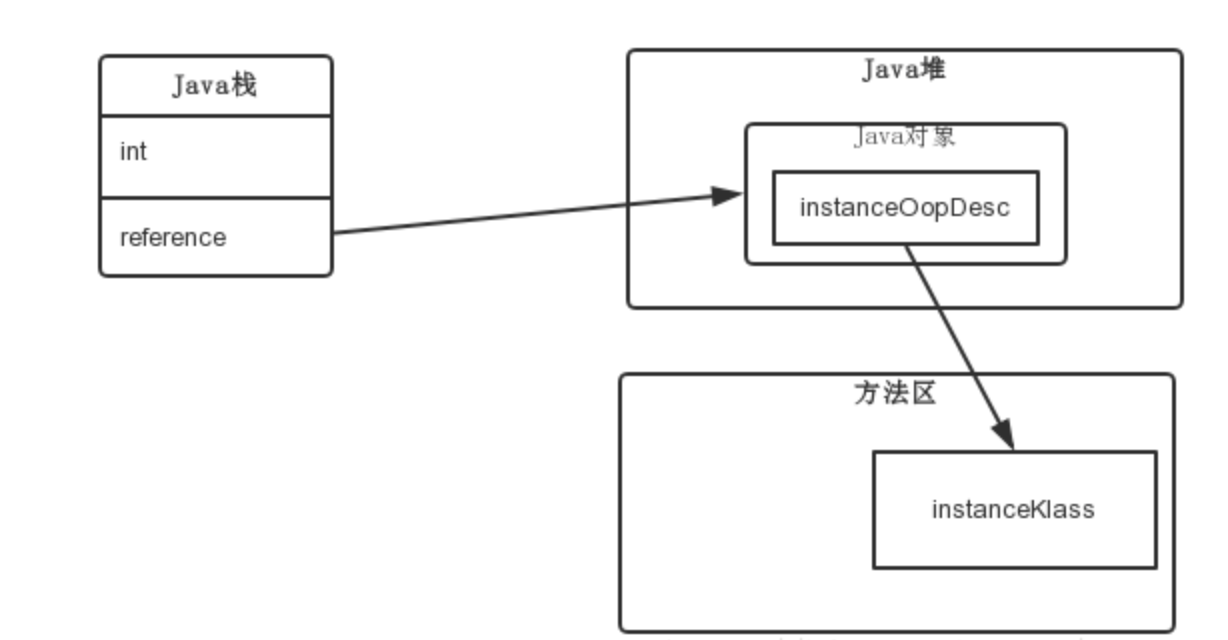 Java栈
int
reference
Java堆
Java对象
instanceOopDesc
方法区
instanceKlass